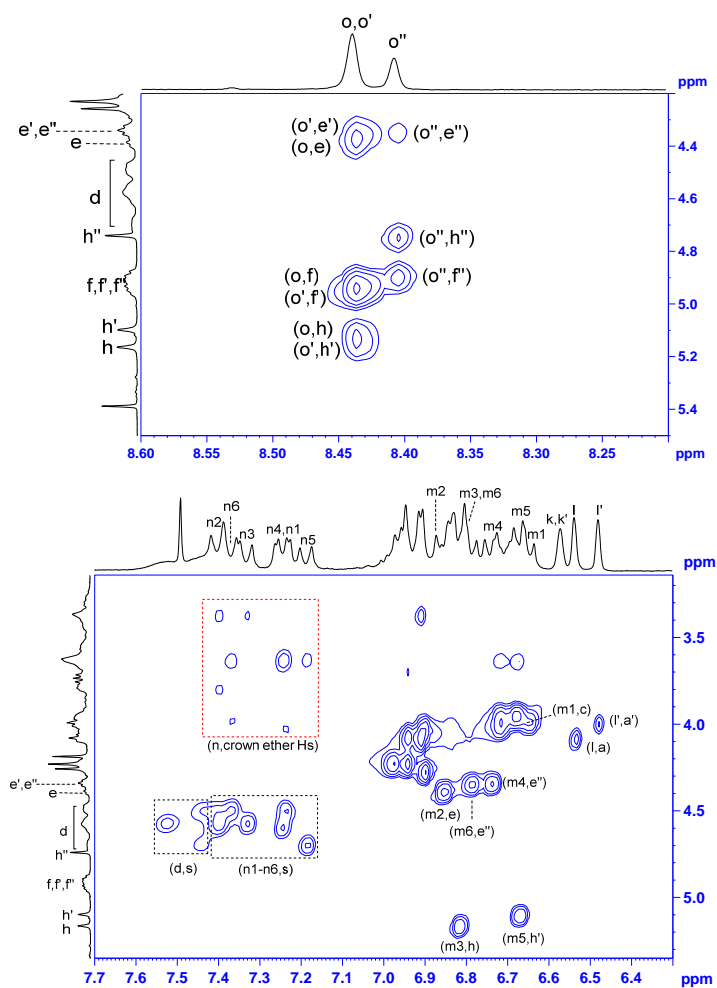 o,o'
o''
ppm
e',e''
e
d
h''
f,f',f''
h'
h
(o',e')
(o,e)
(o'',e'')
(o'',h'')
(o,f)
(o',f')
(o'',f'')
(o,h)
(o',h')
4.4
4.6
4.8
5.0
5.2
5.4
8.60 8.55 8.50 8.45 8.40 8.35 8.30 8.25 ppm
n2
n6
n3
n4,n1
n5
m2
m3,m6
m4
m5
m1
k,k'
l
l'
ppm
e',e''
e
d
h''
f,f',f''
h'
h
(n,crown ether Hs)
(m1,c)
(l',a')
(l,a)
(m4,e'')
(m2,e)
(m6,e'')
(d,s)
(n1-n6,s)
(m3,h)
(m5,h')
3.5
4.0
4.5
5.0
7.7 7.6 7.5 7.4 7.3 7.2 7.1 7.0 6.9 6.8 6.7 6.6 6.5 6.4 ppm